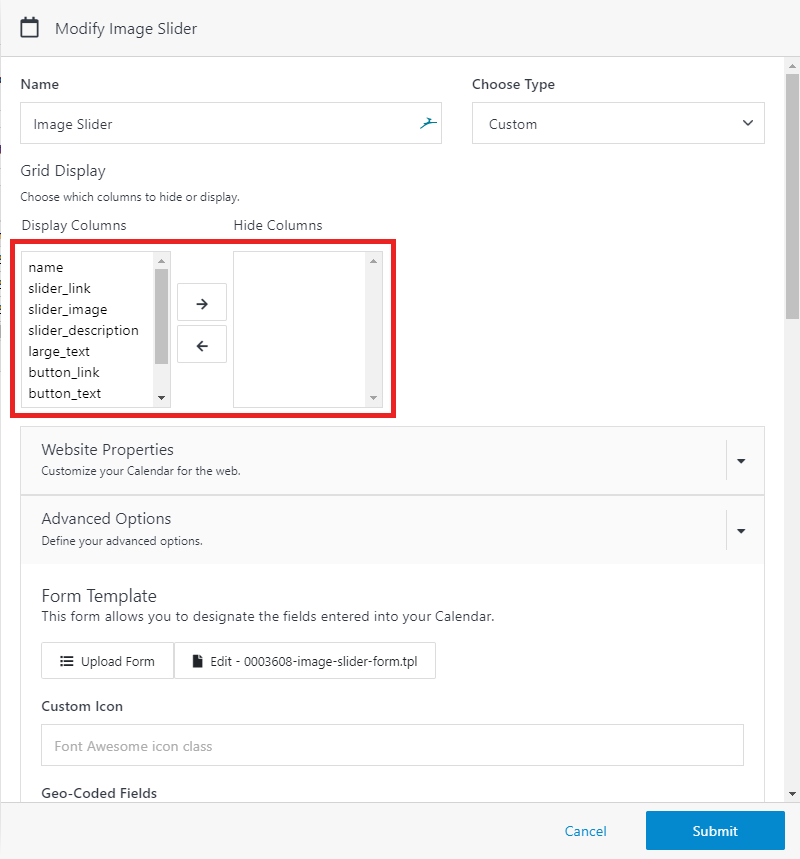 Modify Image Slider
Name
Choose Type
Image Slider
Custom
Grid Display
Choose which columns to hide or display.
Display Columns
Hide Columns
name
slider_link
slider_image
slider_description
large_text
button_link
button_text
Website Properties
Customize your Calendar for the web.
Advanced Options
Define your advanced options.
Form Template
This form allows you to designate the fields entered into your Calendar.
Upload Form
Edit - 0003608-image-slider-form.tpl
Custom Icon
Font Awesome icon class
Geo-Coded Fields
Cancel
Submit